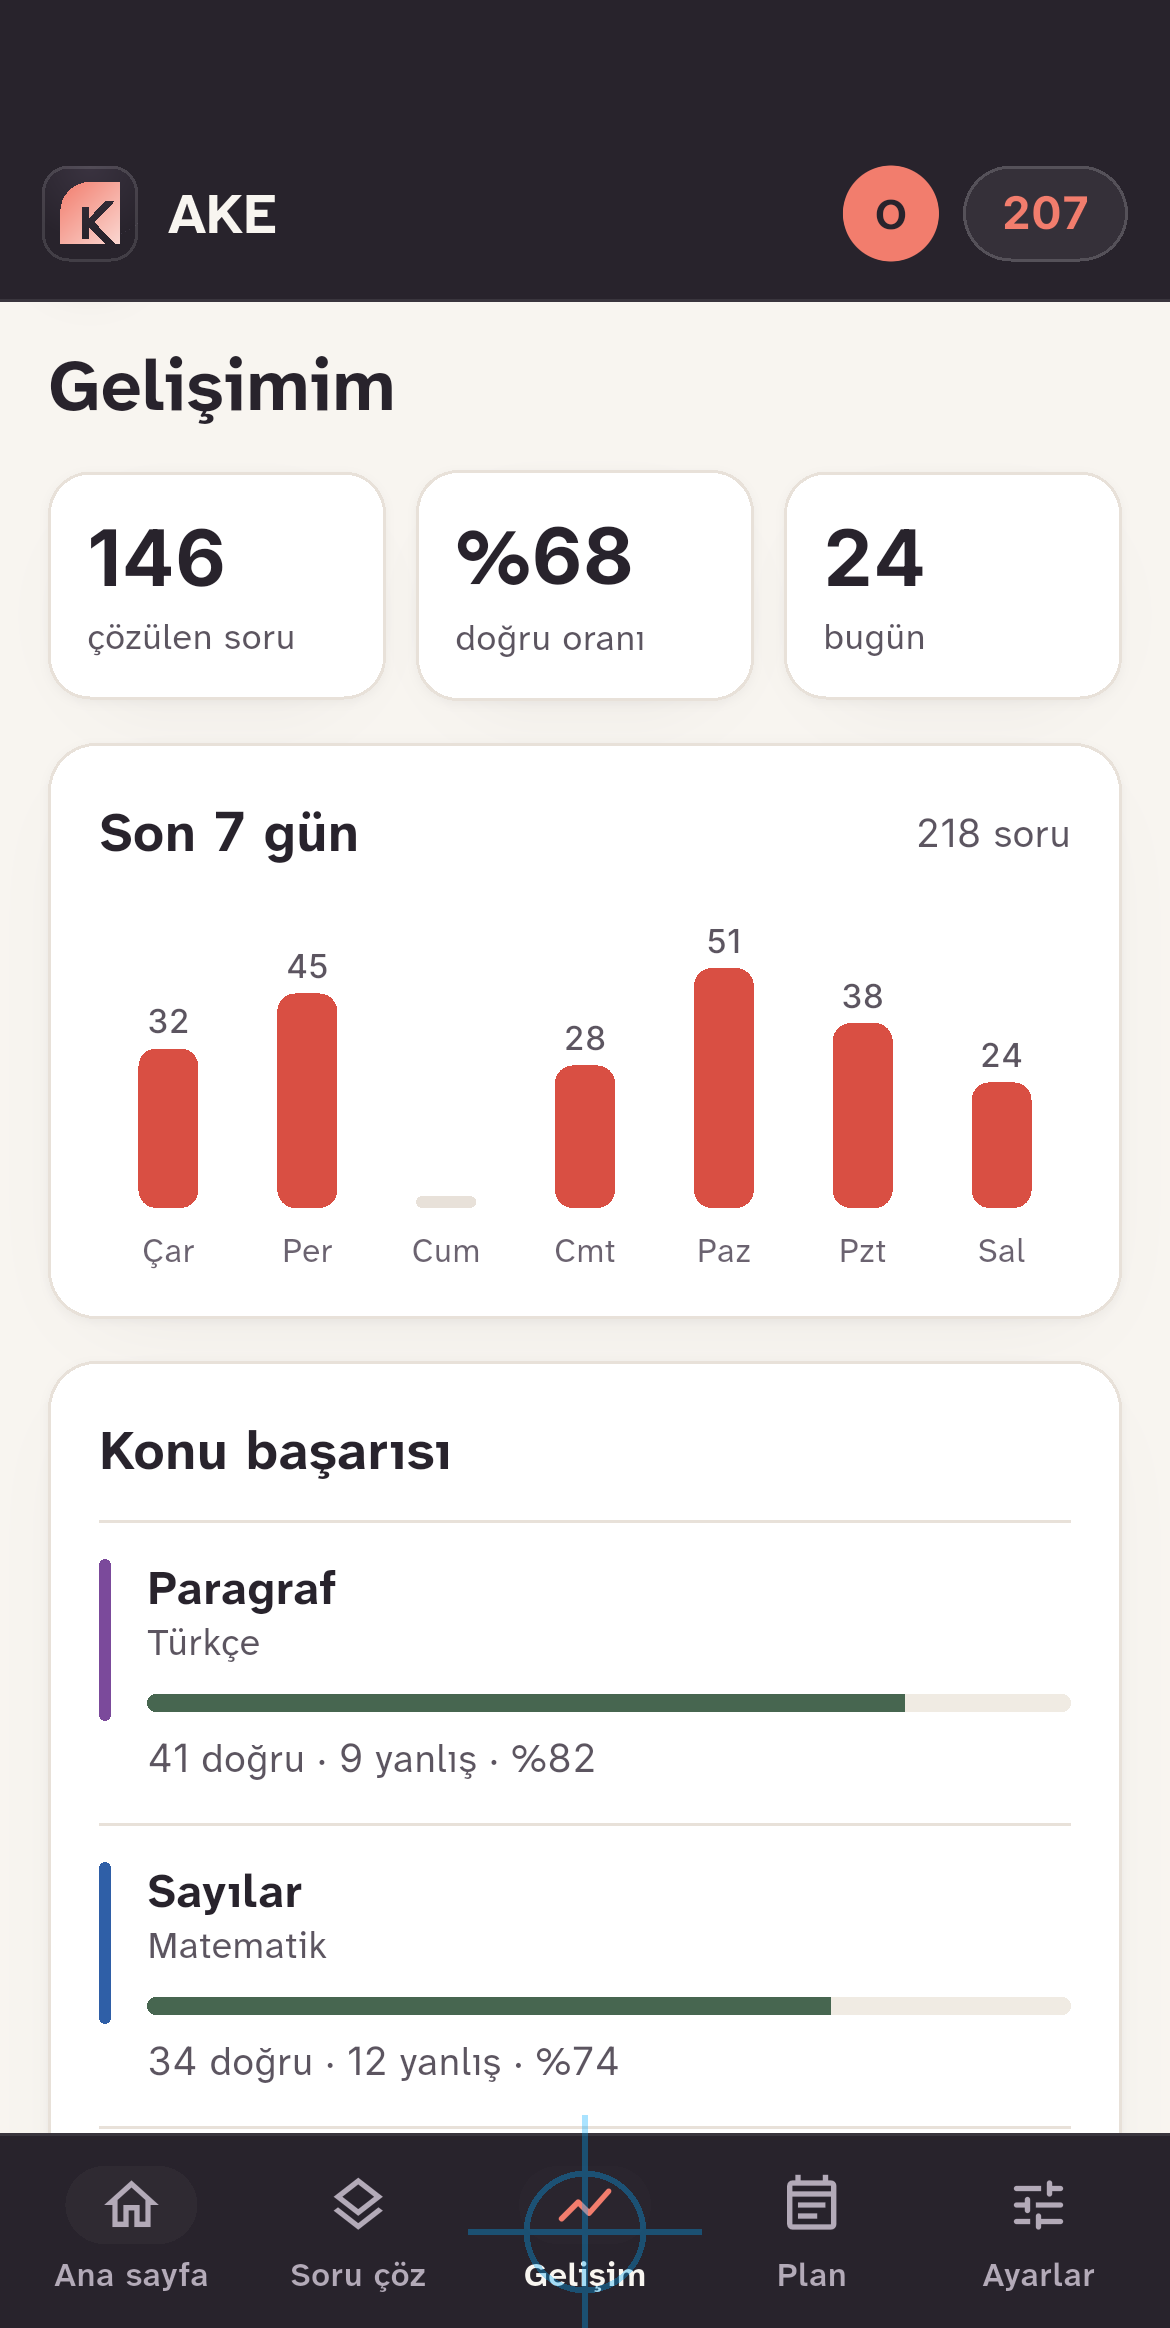 K AKE O 207
Gelişimim
146 %68 24
çözülen soru doğru oranı bugün
Son 7 gün 218 soru
32 45 28 51 38 24
Çar Per Cum Cmt Paz Pzt Sal
Konu başarısı
Paragraf
Türkçe
41 doğru · 9 yanlış · %82
Sayılar
Matematik
34 doğru · 12 yanlış · %74
Ana sayfa Soru çöz Gelişim Plan Ayarlar